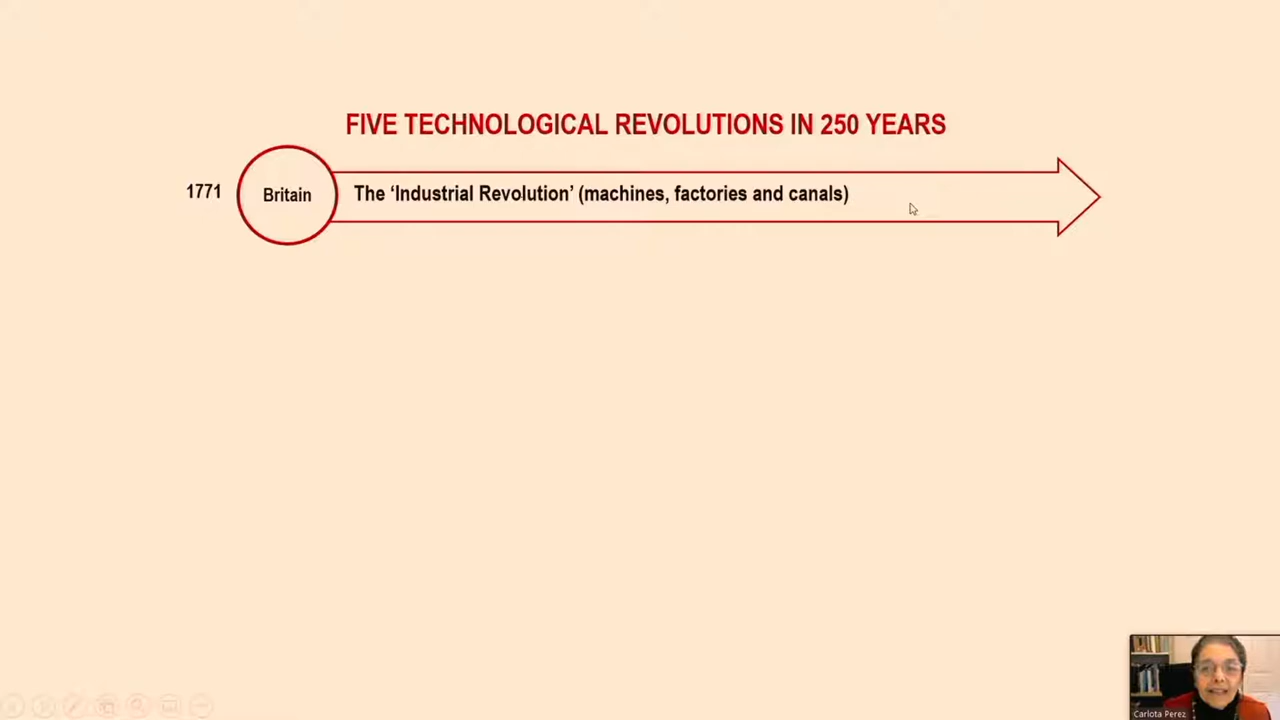 FIVE TECHNOLOGICAL REVOLUTIONS IN 250 YEARS
1771
Britain
The ‘Industrial Revolution’ (machines, factories and canals)
Carlota Perez